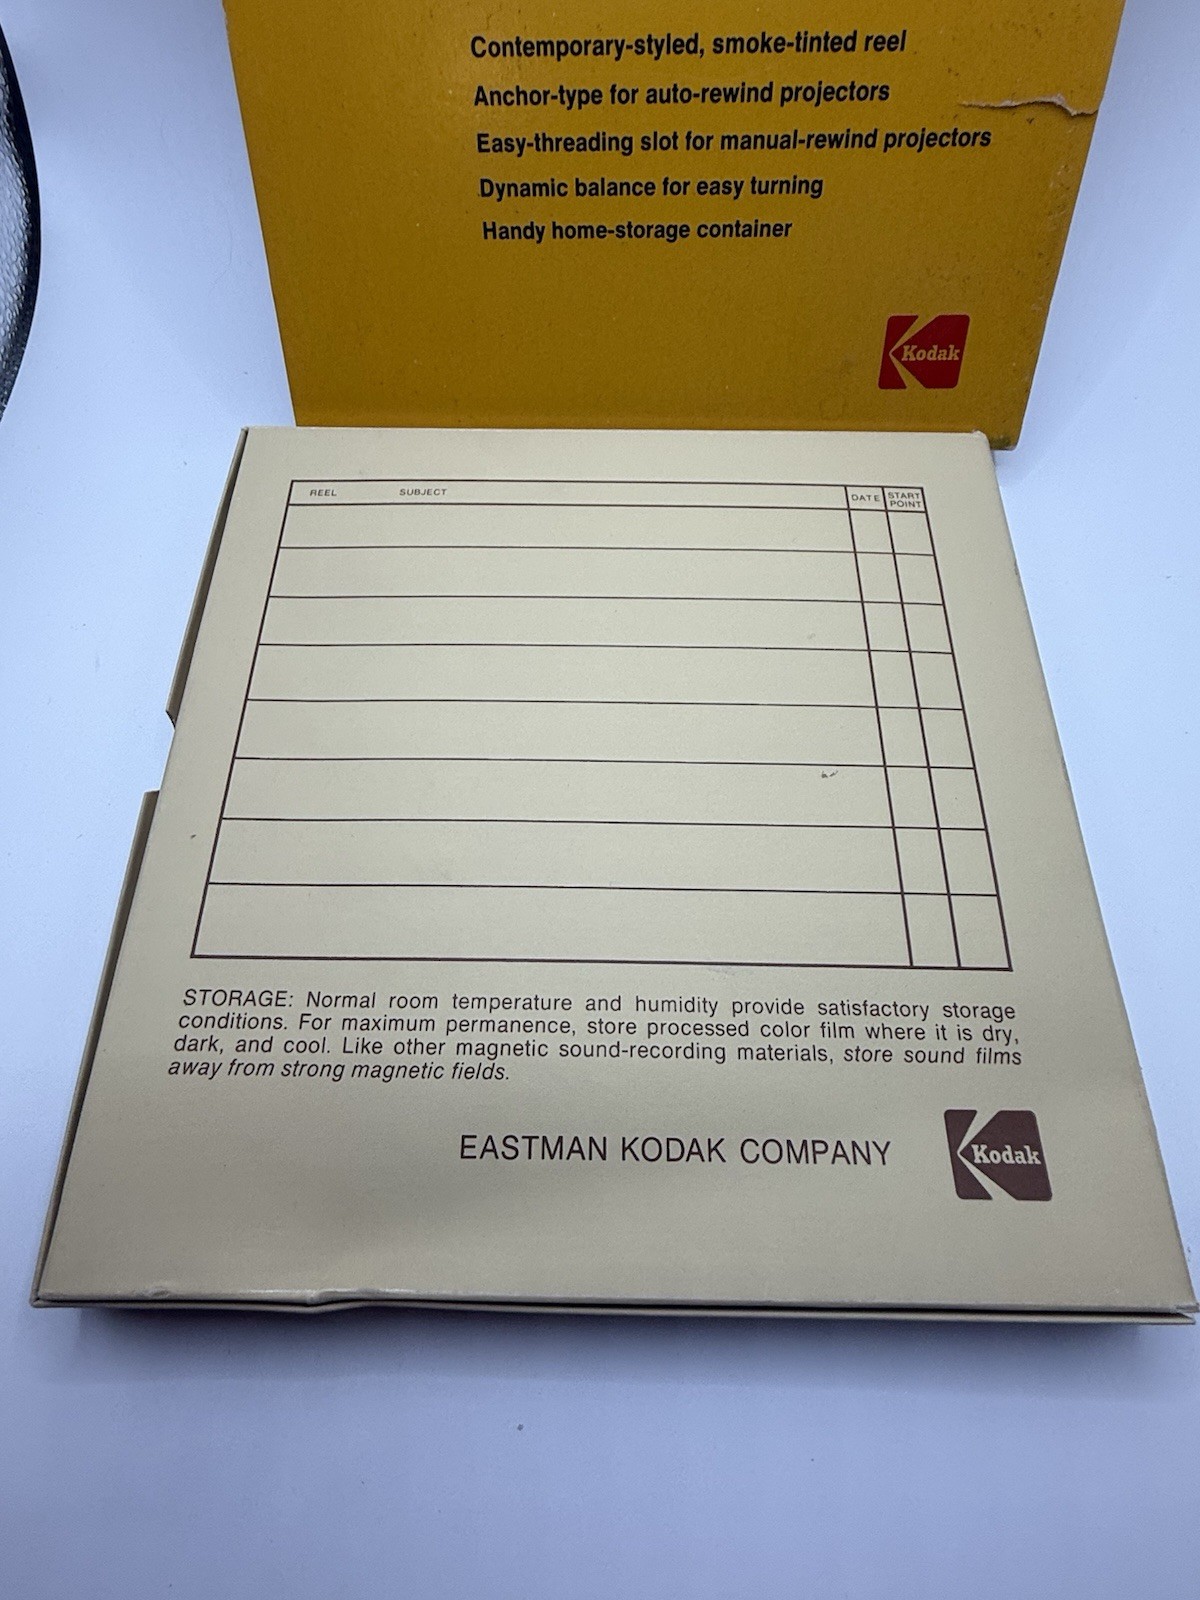 Contemporary-styled, smoke-tinted reel
Anchor-type for auto-rewind projectors
Easy-threading slot for manual-rewind projectors
Dynamic balance for easy turning
Handy home-storage container
Kodak
REEL SUBJECT DATE START POINT
STORAGE: Normal room temperature and humidity provide satisfactory storage
conditions. For maximum permanence, store processed color film where it is dry,
dark, and cool. Like other magnetic sound-recording materials, store sound films
away from strong magnetic fields.
EASTMAN KODAK COMPANY
Kodak